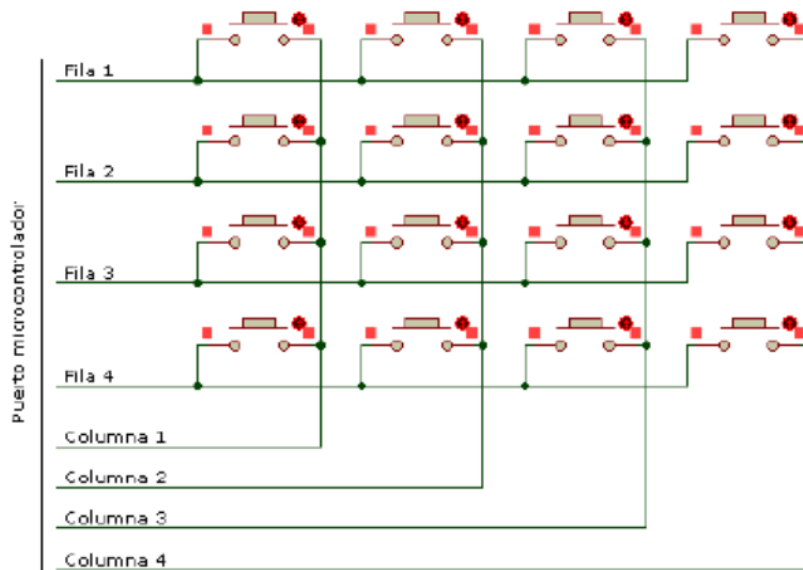 Fila 1
Fila 2
Fila 3
Fila 4
Puerto microcontrolador
Columna 1
Columna 2
Columna 3
Columna 4